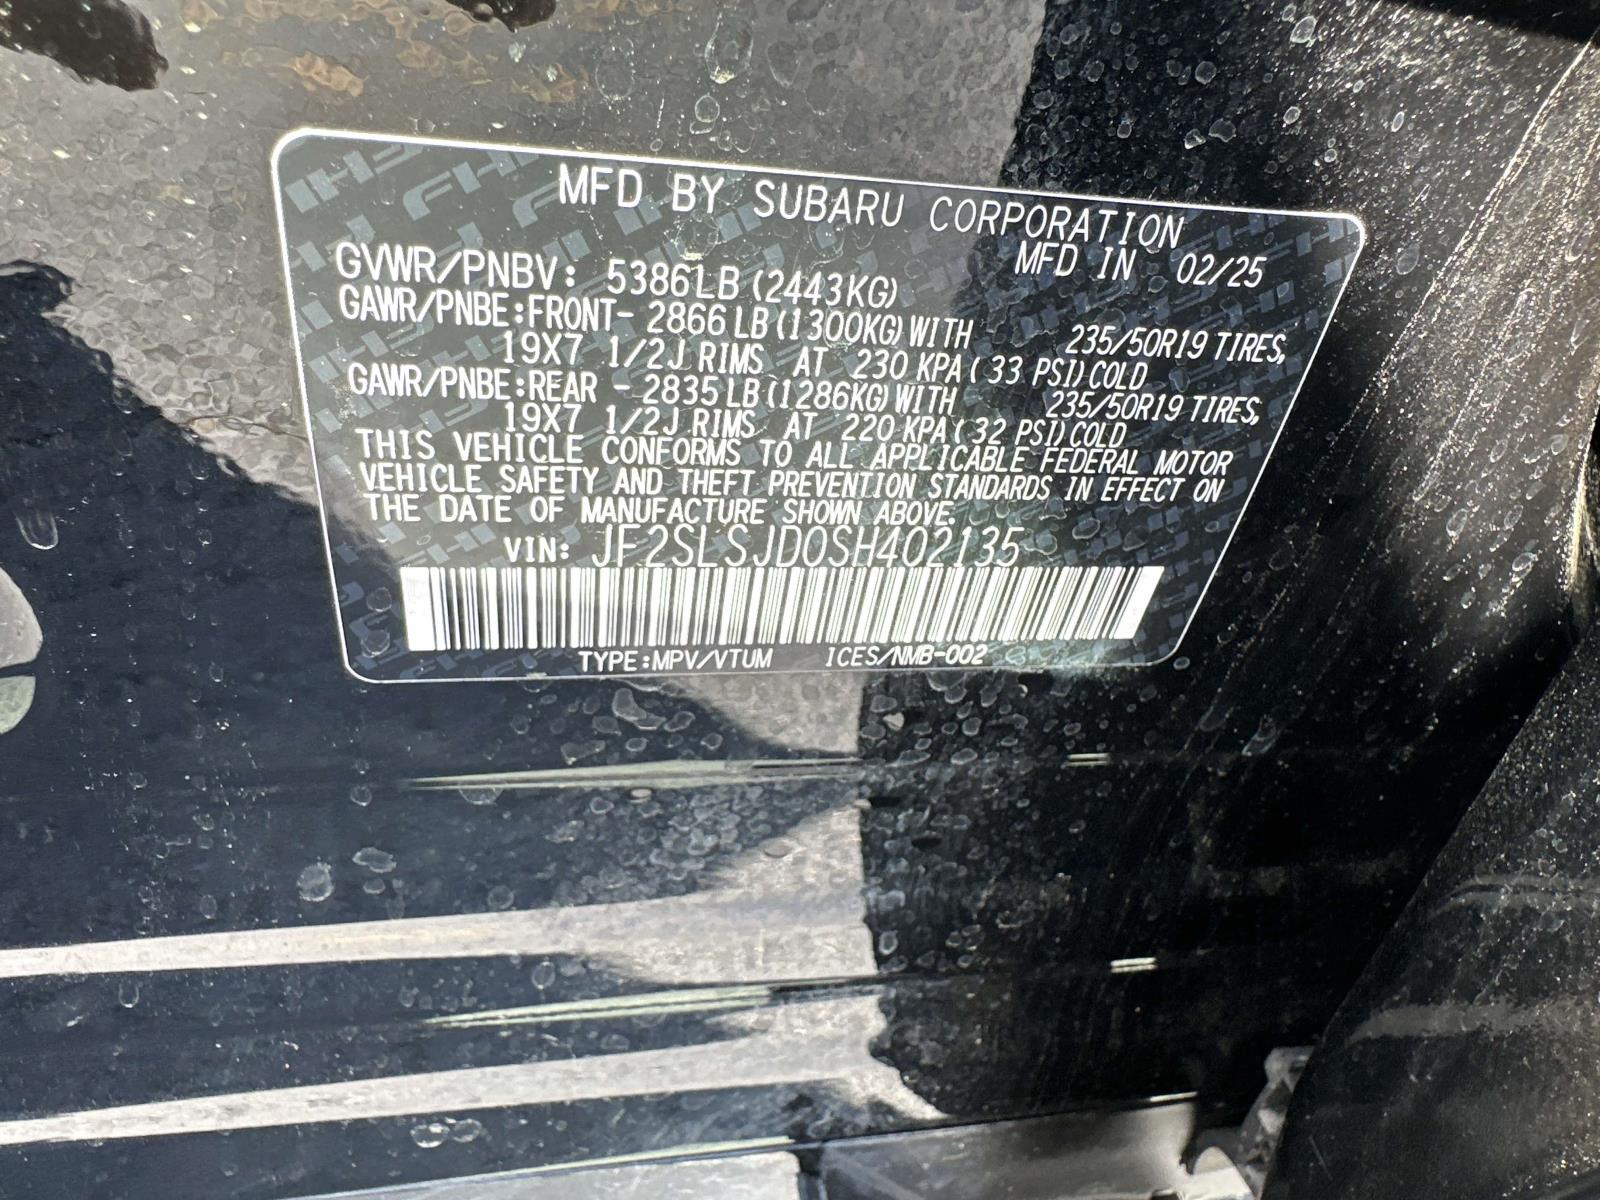 MFD BY SUBARU CORPORATION
MFD IN 02/25
GVWR/PNBV: 5386LB (2443KG)
GAWR/PNBE:FRONT- 2866 LB (1300KG) WITH 235/50R19 TIRES,
19X7 1/2J RIMS AT 230 KPA ( 33 PSI) COLD
GAWR/PNBE:REAR - 2835 LB (1286KG) WITH 235/50R19 TIRES,
19X7 1/2J RIMS AT 220 KPA ( 32 PSI) COLD
THIS VEHICLE CONFORMS TO ALL APPLICABLE FEDERAL MOTOR
VEHICLE SAFETY AND THEFT PREVENTION STANDARDS IN EFFECT ON
THE DATE OF MANUFACTURE SHOWN ABOVE.
VIN: JF2SLSJD0SH402135
TYPE:MPV/VTUM ICES/NMB-002